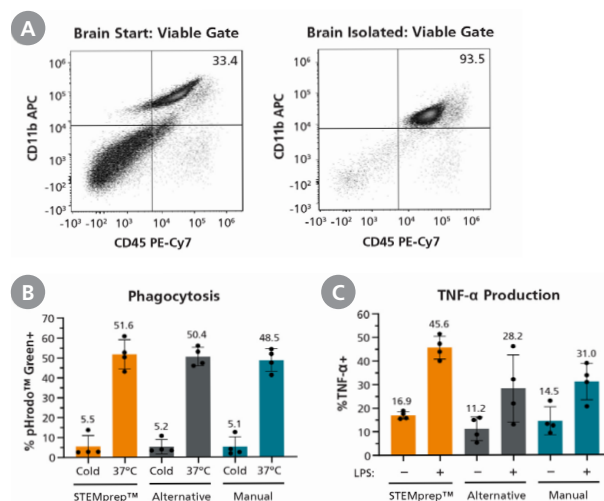 A
Brain Start: Viable Gate
Brain Isolated: Viable Gate
33.4
93.5
10⁶
10⁵
10⁴
10³
-10²
-10³
CD11b APC
-10³ -10² 10³ 10⁴ 10⁵ 10⁶
CD45 PE-Cy7
10⁶
10⁵
10⁴
10³
-10²
-10³
CD11b APC
-10³ -10² 10³ 10⁴ 10⁵ 10⁶
CD45 PE-Cy7
B
Phagocytosis
% pHrodo™ Green+
70
60
50
40
30
20
10
0
5.5
51.6
5.2
50.4
5.1
48.5
Cold 37°C Cold 37°C Cold 37°C
STEMprep™ Alternative Manual
C
TNF-α Production
%TNF-α+
60
50
40
30
20
10
0
16.9
45.6
11.2
28.2
14.5
31.0
LPS: – + – + – +
STEMprep™ Alternative Manual